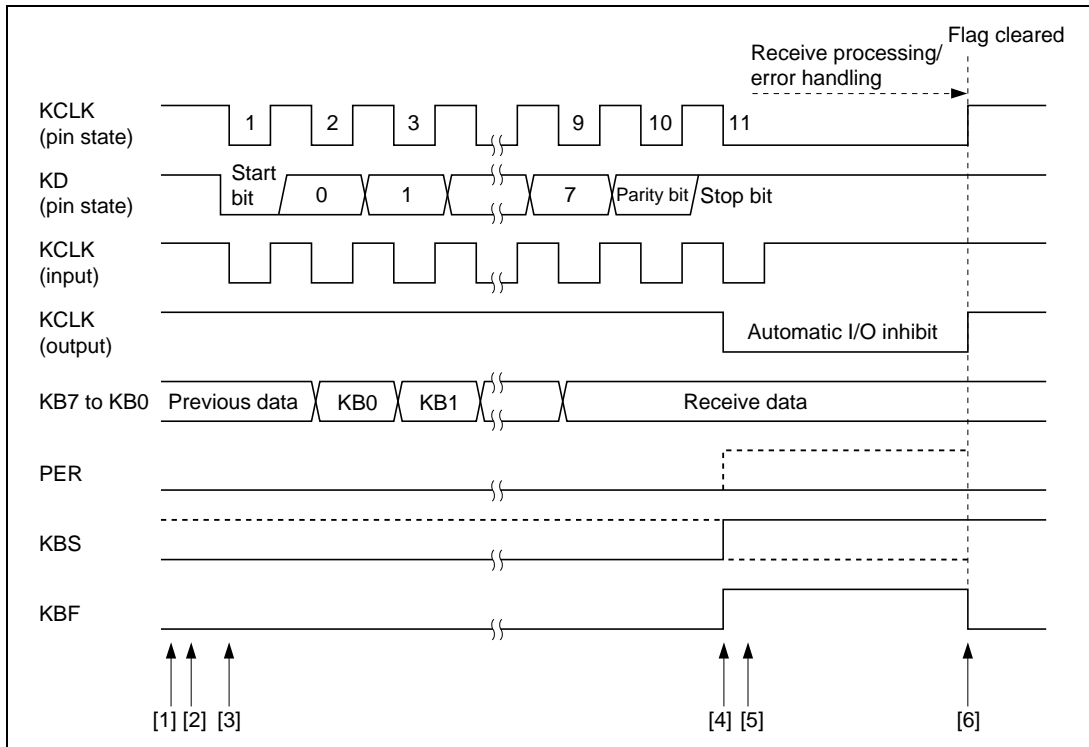 Flag cleared
Receive processing/
error handling
KCLK
(pin state)
1 2 3 9 10 11
KD
(pin state)
Start
bit
0 1 7 Parity bit Stop bit
KCLK
(input)
KCLK
(output)
Automatic I/O inhibit
KB7 to KB0 Previous data KB0 KB1 Receive data
PER
KBS
KBF
[1] [2] [3] [4] [5] [6]